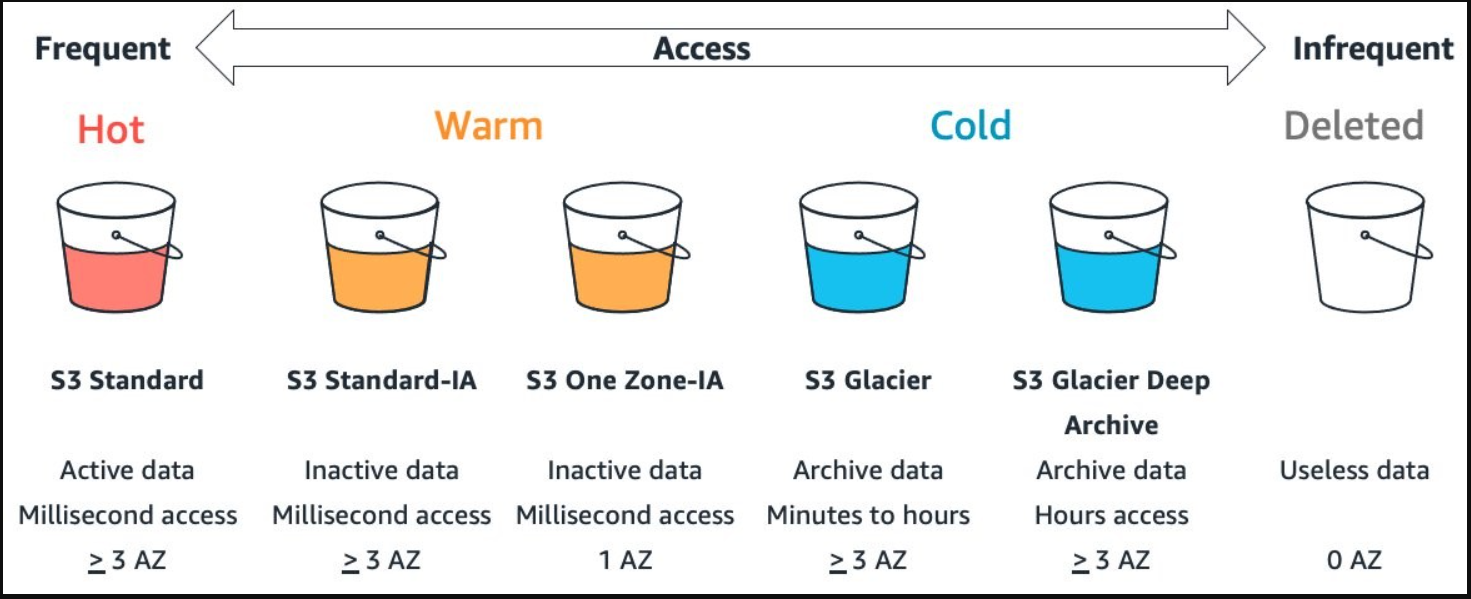 Frequent Access Infrequent
Hot Warm Cold Deleted
S3 Standard S3 Standard-IA S3 One Zone-IA S3 Glacier S3 Glacier Deep
Archive
Active data Inactive data Inactive data Archive data Archive data Useless data
Millisecond access Millisecond access Millisecond access Minutes to hours Hours access
≥ 3 AZ ≥ 3 AZ 1 AZ ≥ 3 AZ ≥ 3 AZ 0 AZ